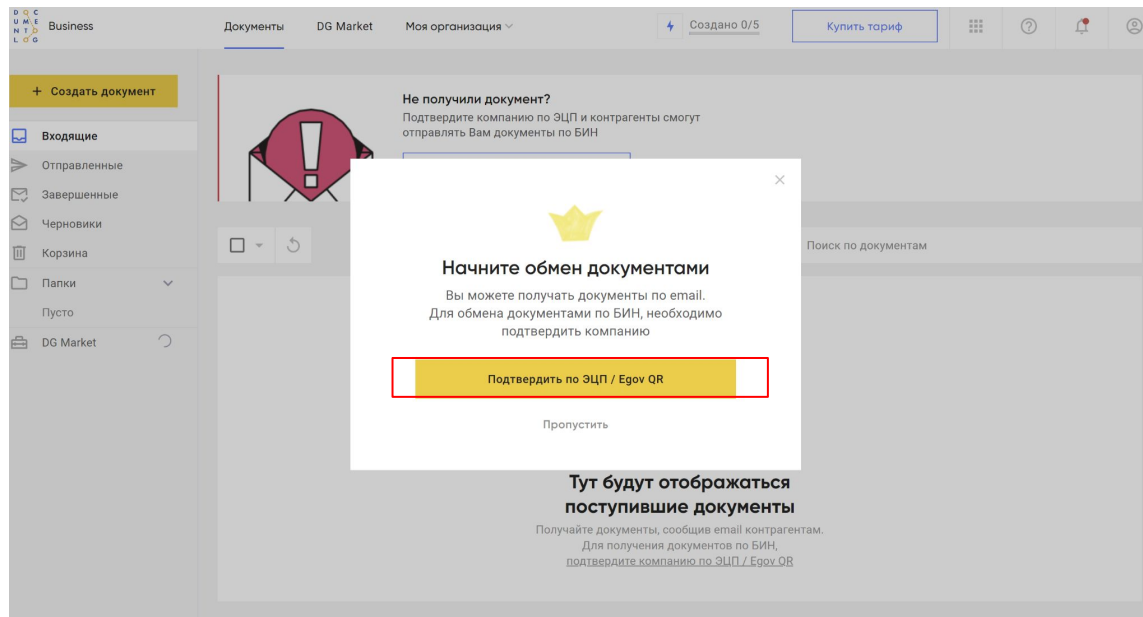 DOC
UME
NTD
LOG
Business
Документы
DG Market
Моя организация
Создано 0/5
Купить тариф
+ Создать документ
Входящие
Отправленные
Завершенные
Черновики
Корзина
Папки
Пусто
DG Market
Не получили документ?
Подтвердите компанию по ЭЦП и контрагенты смогут
отправлять Вам документы по БИН
Поиск по документам
Начните обмен документами
Вы можете получать документы по email.
Для обмена документами по БИН, необходимо
подтвердить компанию
Подтвердить по ЭЦП / Egov QR
Пропустить
Тут будут отображаться
поступившие документы
Получайте документы, сообщив email контрагентам.
Для получения документов по БИН,
подтвердите компанию по ЭЦП / Egov QR